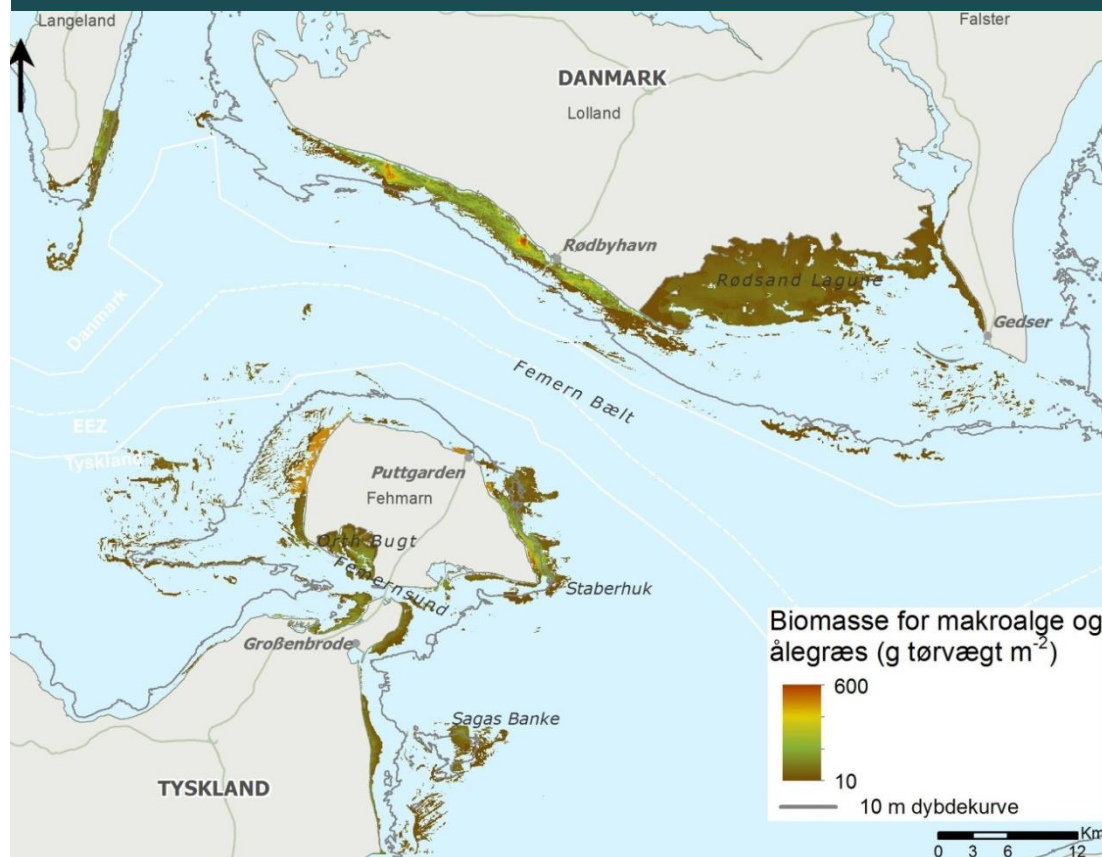 Langeland
Falster
DANMARK
Lolland
Rødbyhavn
Rødsand Lagune
Gedser
Danmark
Femern Bælt
EEZ
Tyskland
Puttgarden
Fehmarn
Orth Bugt
Femernsund
Staberhuk
Großenbrode
Sagas Banke
TYSKLAND
Biomasse for makroalge og
ålegræs (g tørvægt m⁻²)
600
10
10 m dybdekurve
Km
0 3 6 12